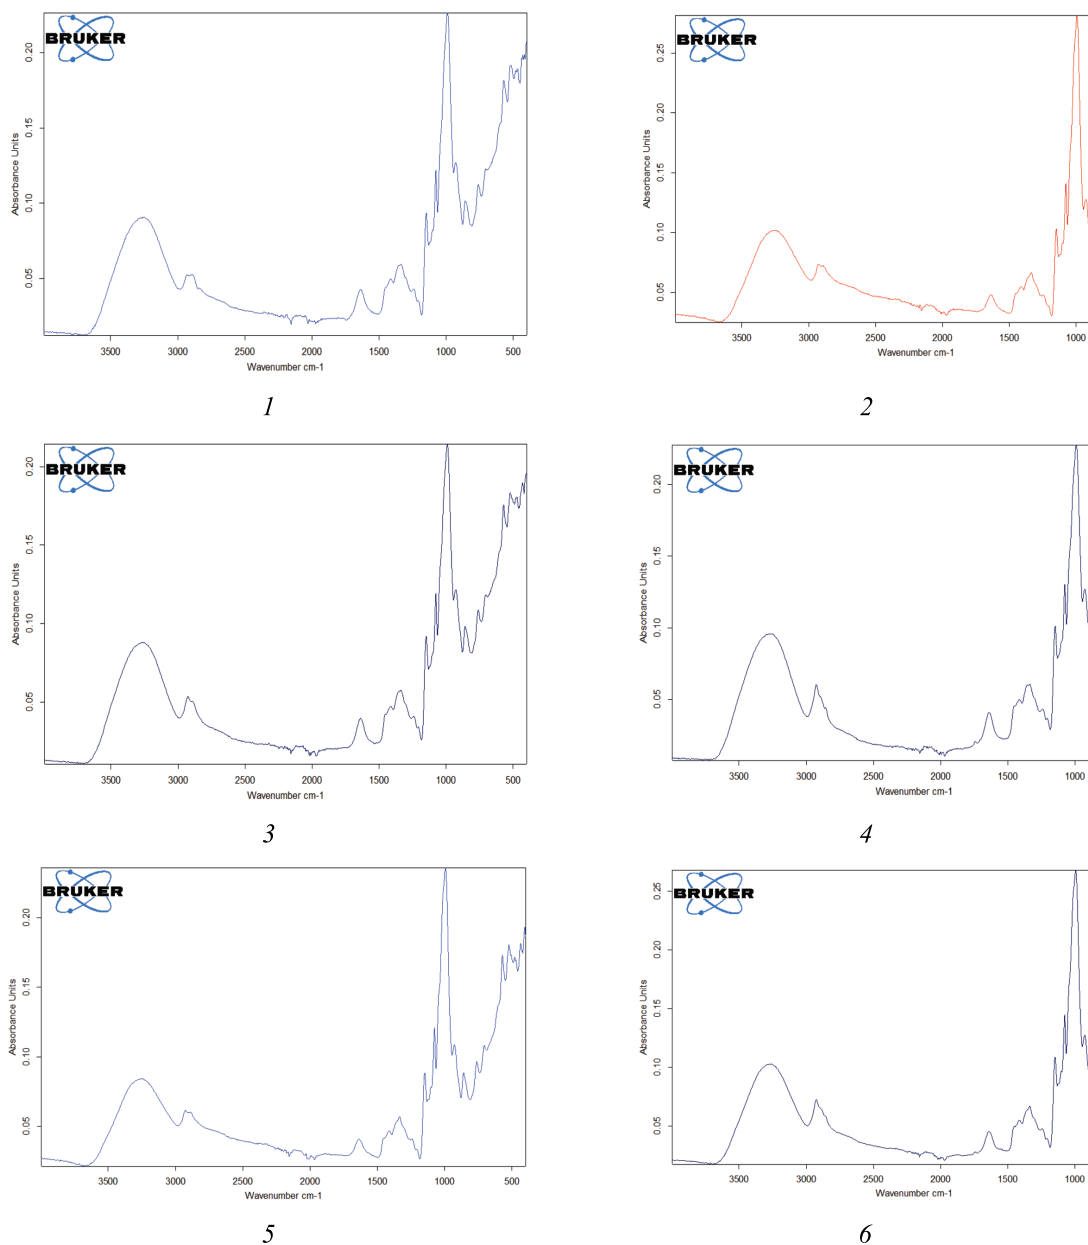 BRUKER
Absorbance Units
0.05 0.10 0.15 0.20
3500 3000 2500 2000 1500 1000 500
Wavenumber cm-1
1
BRUKER
Absorbance Units
0.05 0.10 0.15 0.20 0.25
3500 3000 2500 2000 1500 1000
Wavenumber cm-1
2
BRUKER
Absorbance Units
0.05 0.10 0.15 0.20
3500 3000 2500 2000 1500 1000 500
Wavenumber cm-1
3
BRUKER
Absorbance Units
0.05 0.10 0.15 0.20
3500 3000 2500 2000 1500 1000
Wavenumber cm-1
4
BRUKER
Absorbance Units
0.05 0.10 0.15 0.20
3500 3000 2500 2000 1500 1000 500
Wavenumber cm-1
5
BRUKER
Absorbance Units
0.05 0.10 0.15 0.20 0.25
3500 3000 2500 2000 1500 1000
Wavenumber cm-1
6